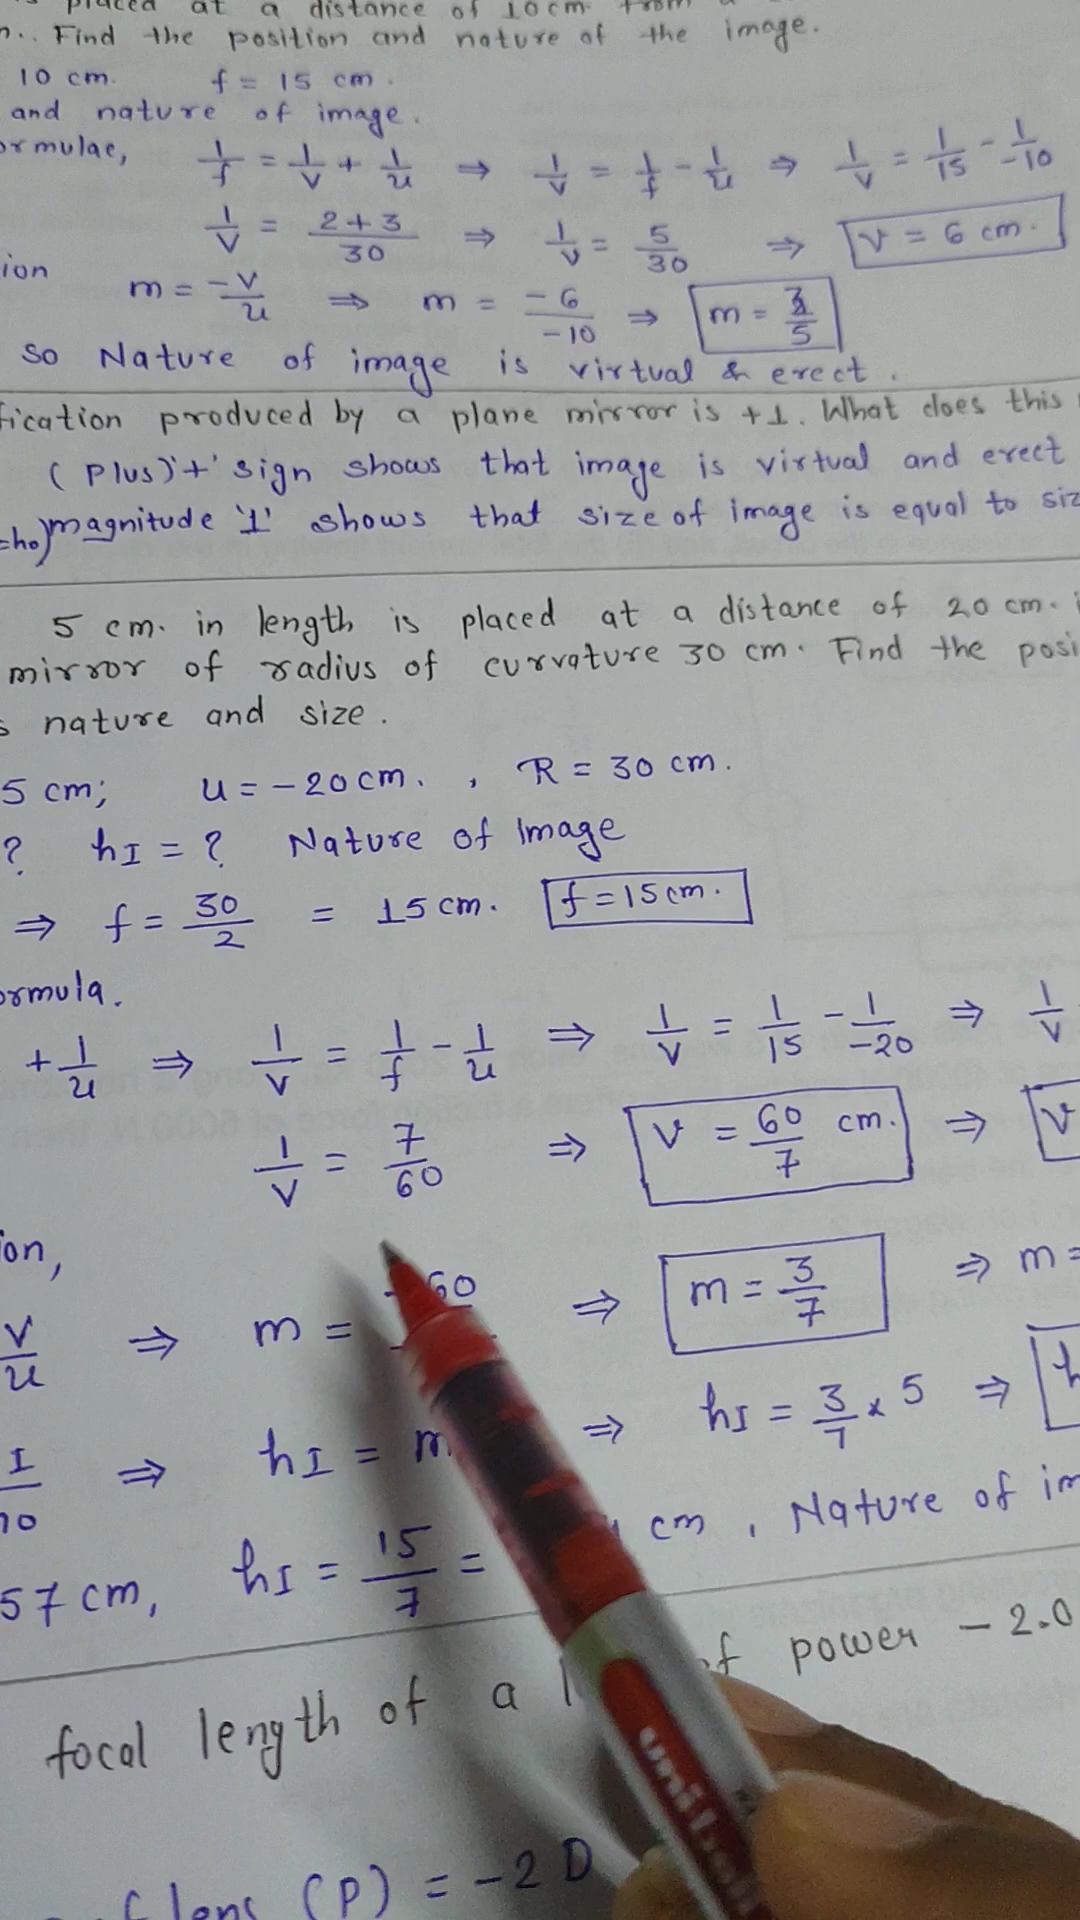 placed at a distance of 10cm from a
Find the position and nature of the image.
10 cm. f = 15 cm.
and nature of image.
ormulae, 1/f = 1/v + 1/u ⇒ 1/v = 1/f - 1/u ⇒ 1/v = 1/15 - 1/-10
1/v = 2+3/30 ⇒ 1/v = 5/30 ⇒ v = 6 cm.
ion m = -v/u ⇒ m = -6/-10 ⇒ m = 3/5
so Nature of image is virtual & erect.
fication produced by a plane mirror is +1. What does this
(Plus)'+' sign shows that image is virtual and erect
magnitude '1' shows that size of image is equal to siz
5 cm. in length is placed at a distance of 20 cm. i
mirror of radius of curvature 30 cm. Find the posi
s nature and size.
5 cm; u = -20 cm. , R = 30 cm.
? hI = ? Nature of Image
⇒ f = 30/2 = 15 cm. f = 15 cm.
ormula.
+ 1/u ⇒ 1/v = 1/f - 1/u ⇒ 1/v = 1/15 - 1/-20 ⇒ 1/v
1/v = 7/60 ⇒ v = 60/7 cm. ⇒ v
ion,
v/u ⇒ m = -60 ⇒ m = 3/7 ⇒ m =
I/no ⇒ hI = m ⇒ hI = 3/7 × 5 ⇒ h
57 cm, hI = 15/7 = cm , Nature of im
focal length of a l of power - 2.0
of lens (P) = -2 D
uniball